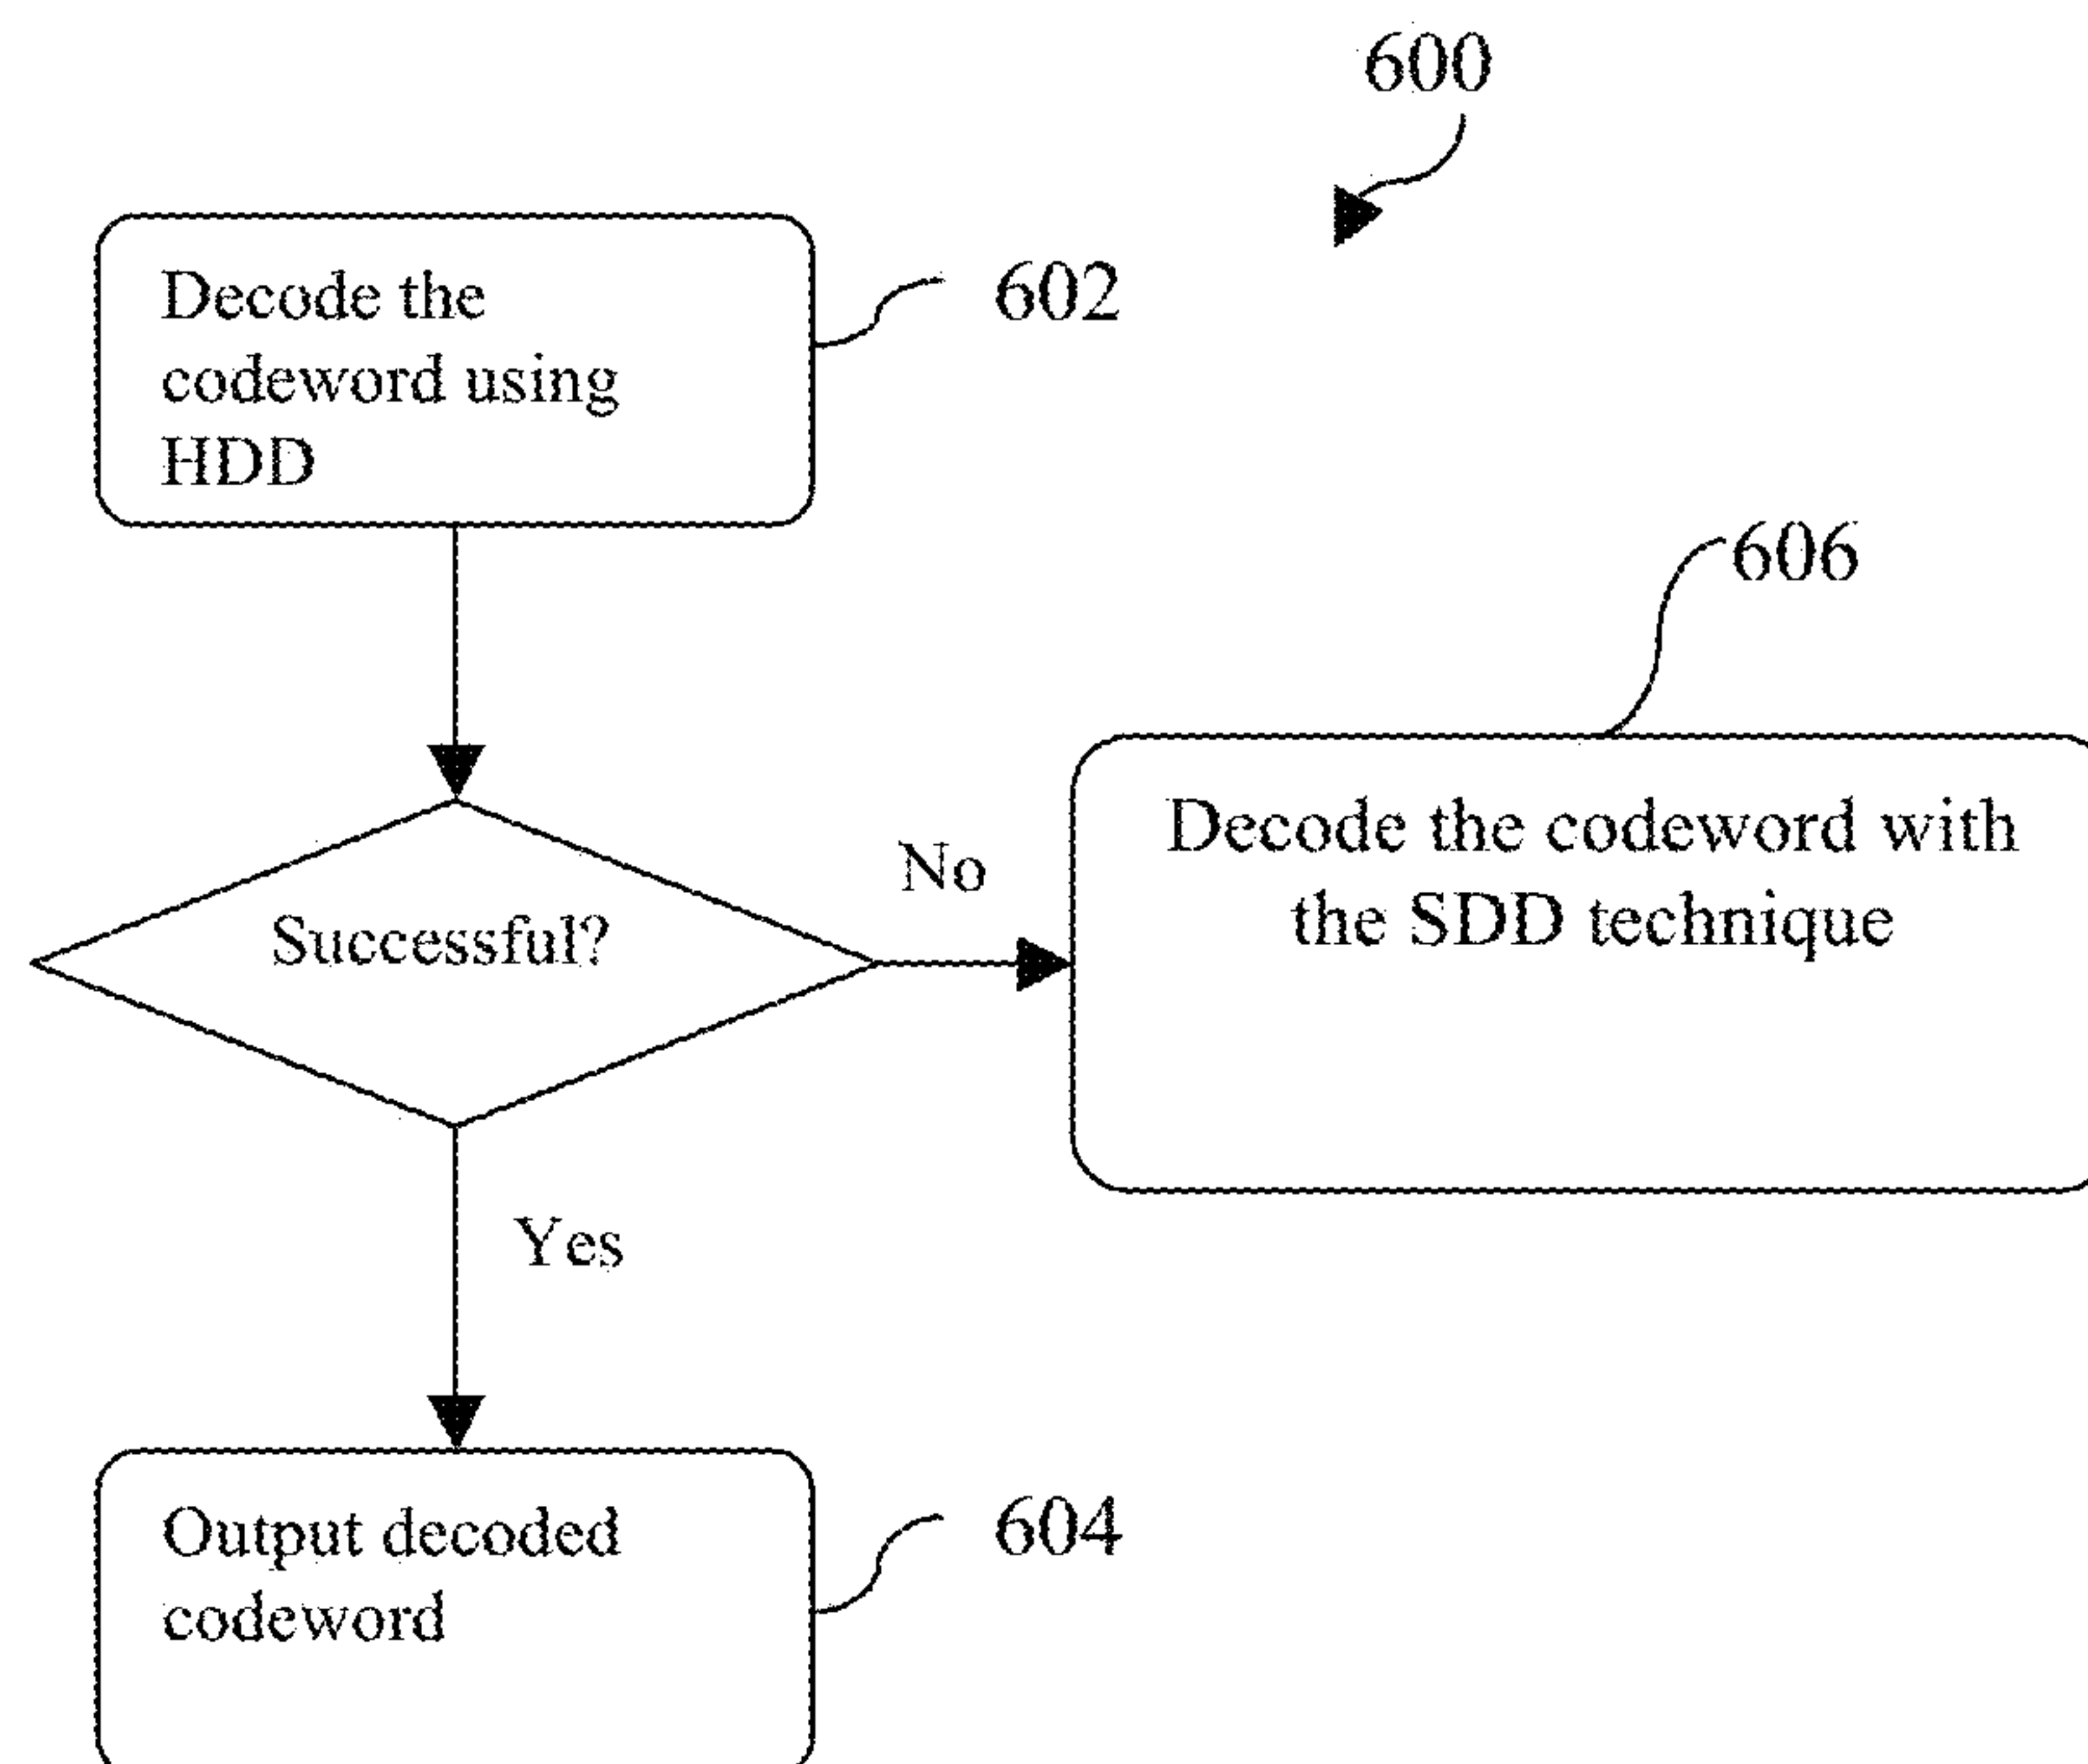 600
Decode the
codeword using
HDD
602
606
Decode the codeword with
the SDD technique
No
Successful?
Yes
Output decoded
codeword
604